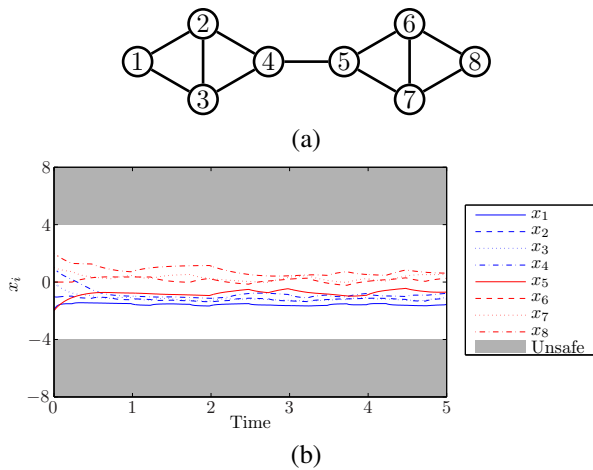 1 2 3 4 5 6 7 8
(a)
8
4
0
−4
−8
x_i
0 1 2 3 4 5
Time
x_1
x_2
x_3
x_4
x_5
x_6
x_7
x_8
Unsafe
(b)